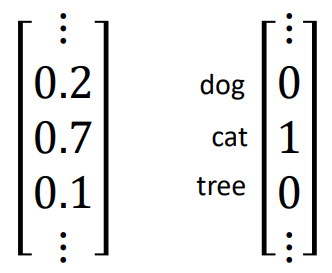 ⋮ ⋮
0.2 dog 0
0.7 cat 1
0.1 tree 0
⋮ ⋮